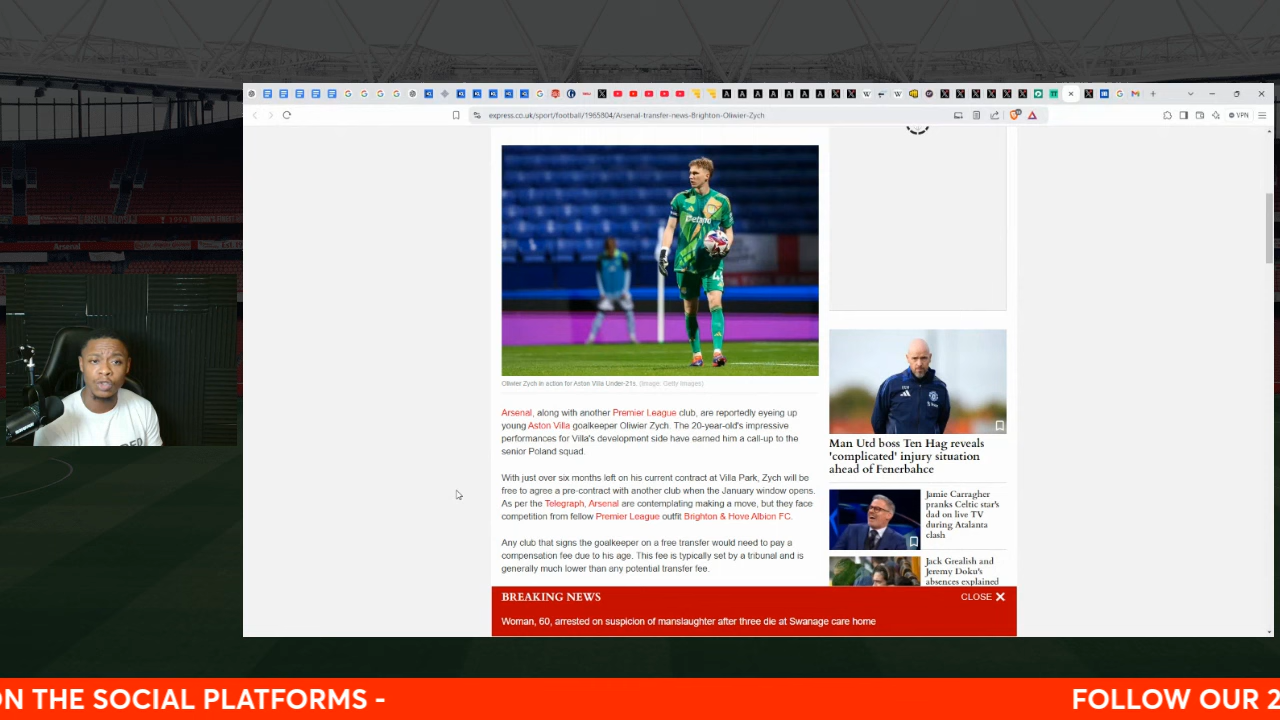 express.co.uk/sport/football/1965804/Arsenal-transfer-news-Brighton-Oliwier-Zych
VPN
Oliwier Zych in action for Aston Villa Under-21s. (Image: Getty Images)
Arsenal, along with another Premier League club, are reportedly eyeing up
young Aston Villa goalkeeper Oliwier Zych. The 20-year-old's impressive
performances for Villa's development side have earned him a call-up to the
senior Poland squad.
With just over six months left on his current contract at Villa Park, Zych will be
free to agree a pre-contract with another club when the January window opens.
As per the Telegraph, Arsenal are contemplating making a move, but they face
competition from fellow Premier League outfit Brighton & Hove Albion FC.
Any club that signs the goalkeeper on a free transfer would need to pay a
compensation fee due to his age. This fee is typically set by a tribunal and is
generally much lower than any potential transfer fee.
Man Utd boss Ten Hag reveals
'complicated' injury situation
ahead of Fenerbahce
Jamie Carragher
pranks Celtic star's
dad on live TV
during Atalanta
clash
Jack Grealish and
Jeremy Doku's
absences explained
BREAKING NEWS
CLOSE
Woman, 60, arrested on suspicion of manslaughter after three die at Swanage care home
ON THE SOCIAL PLATFORMS -
FOLLOW OUR 2